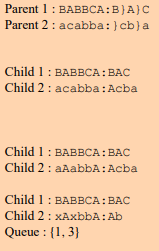 Parent 1 : BABBCA:B}A}C
Parent 2 : acabba:}cb}a
Child 1 : BABBCA:BAC
Child 2 : acabba:Acba
Child 1 : BABBCA:BAC
Child 2 : aAabbA:Acba
Child 1 : BABBCA:BAC
Child 2 : xAxbbA:Ab
Queue : {1, 3}